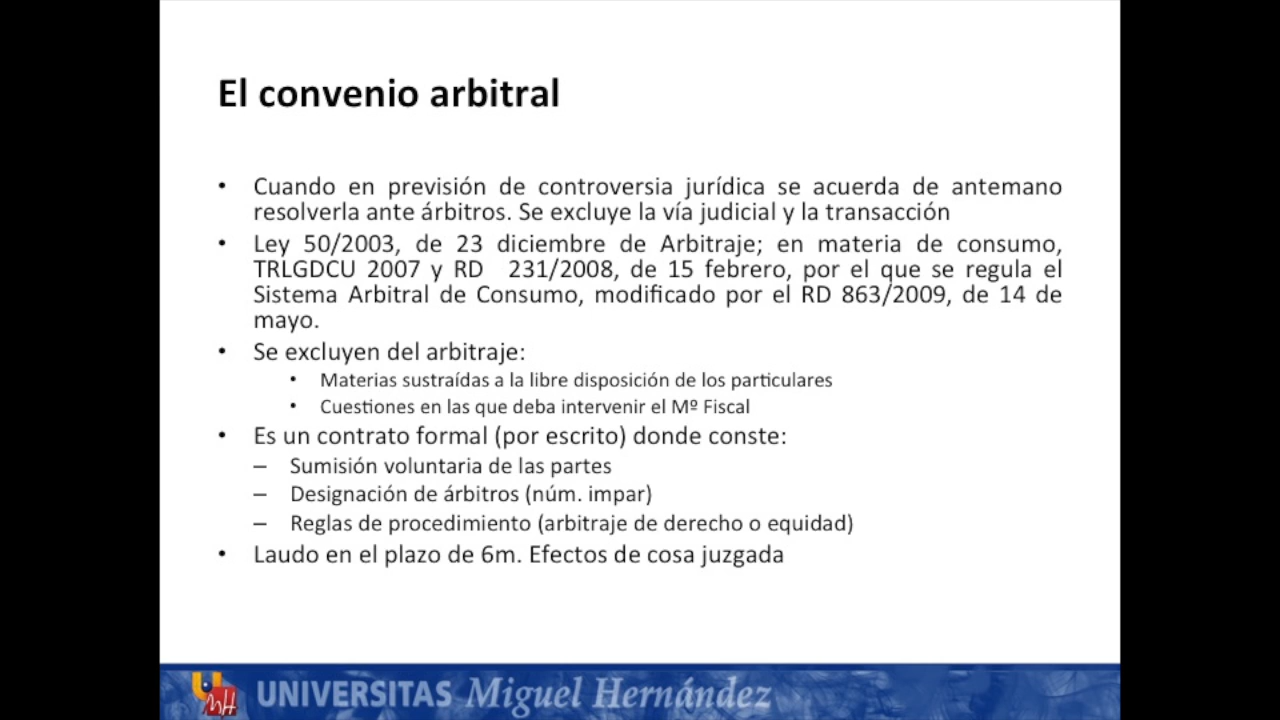 El convenio arbitral
• Cuando en previsión de controversia jurídica se acuerda de antemano
resolverla ante árbitros. Se excluye la vía judicial y la transacción
• Ley 50/2003, de 23 diciembre de Arbitraje; en materia de consumo,
TRLGDCU 2007 y RD 231/2008, de 15 febrero, por el que se regula el
Sistema Arbitral de Consumo, modificado por el RD 863/2009, de 14 de
mayo.
• Se excluyen del arbitraje:
• Materias sustraídas a la libre disposición de los particulares
• Cuestiones en las que deba intervenir el Mº Fiscal
• Es un contrato formal (por escrito) donde conste:
– Sumisión voluntaria de las partes
– Designación de árbitros (núm. impar)
– Reglas de procedimiento (arbitraje de derecho o equidad)
• Laudo en el plazo de 6m. Efectos de cosa juzgada
UMH UNIVERSITAS Miguel Hernández